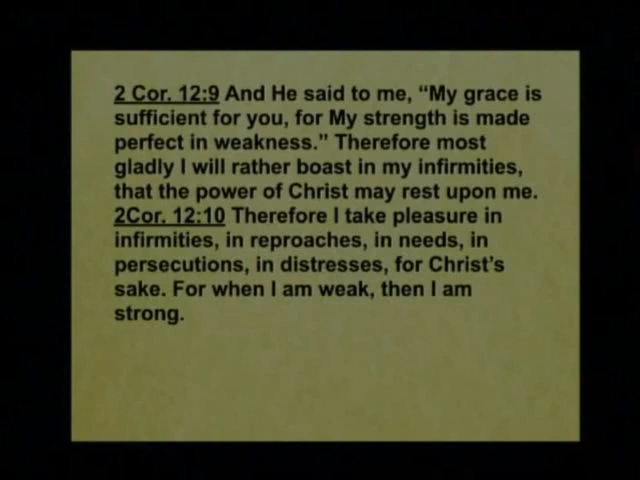 2 Cor. 12:9 And He said to me, “My grace is
sufficient for you, for My strength is made
perfect in weakness.” Therefore most
gladly I will rather boast in my infirmities,
that the power of Christ may rest upon me.
2Cor. 12:10 Therefore I take pleasure in
infirmities, in reproaches, in needs, in
persecutions, in distresses, for Christ’s
sake. For when I am weak, then I am
strong.